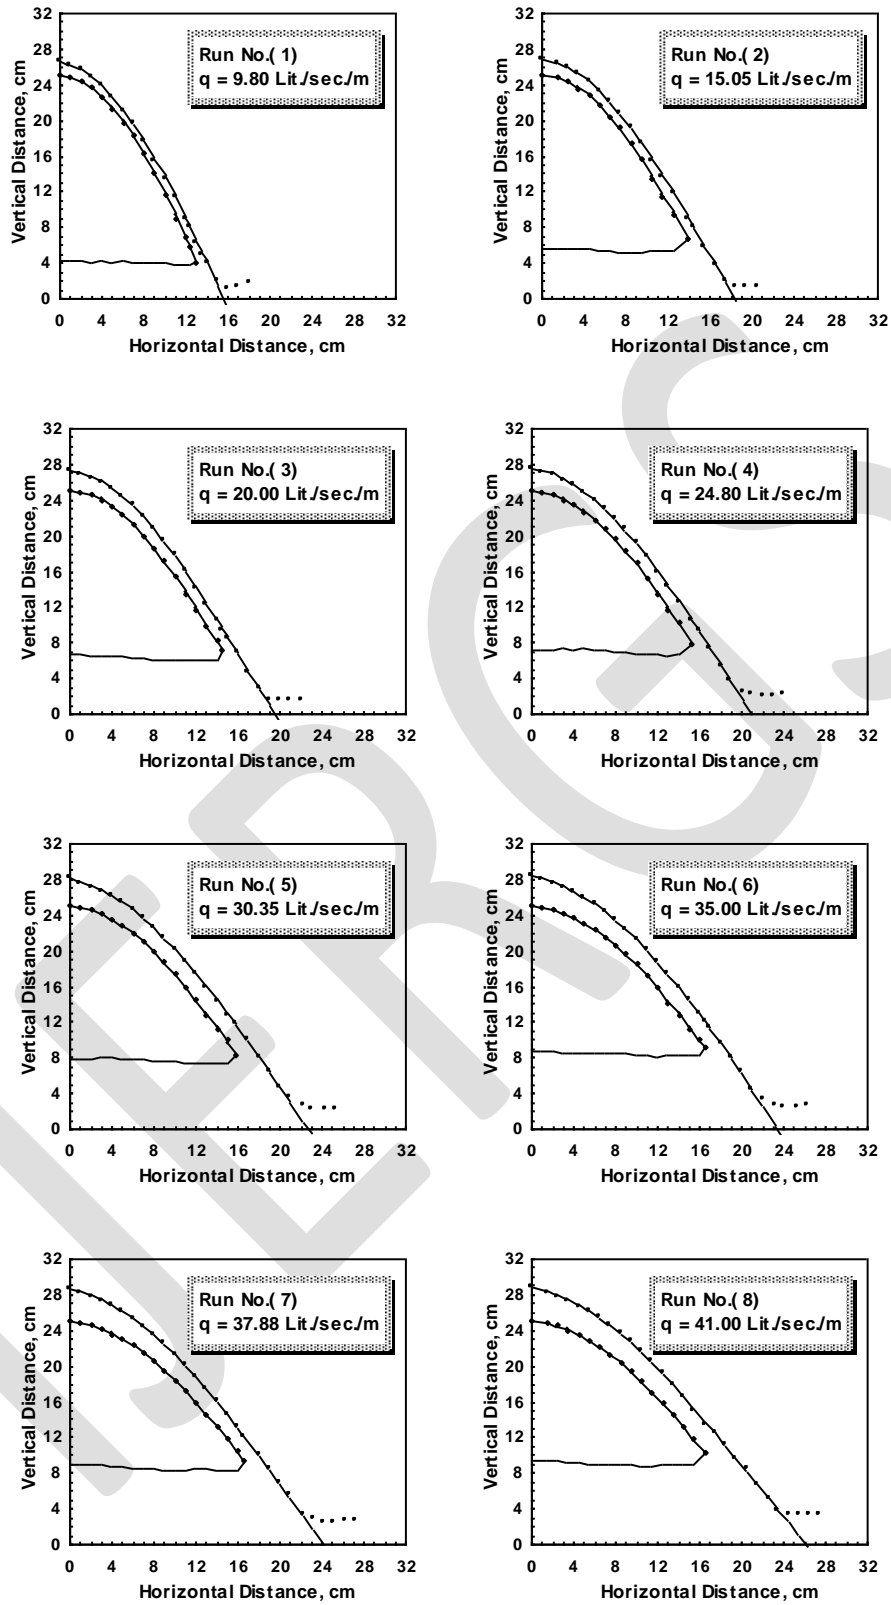 Run No.( 1)
q = 9.80 Lit./sec./m
Vertical Distance, cm
32
28
24
20
16
12
8
4
0
0 4 8 12 16 20 24 28 32
Horizontal Distance, cm
Run No.( 2)
q = 15.05 Lit./sec./m
Vertical Distance, cm
32
28
24
20
16
12
8
4
0
0 4 8 12 16 20 24 28 32
Horizontal Distance, cm
Run No.( 3)
q = 20.00 Lit./sec./m
Vertical Distance, cm
32
28
24
20
16
12
8
4
0
0 4 8 12 16 20 24 28 32
Horizontal Distance, cm
Run No.( 4)
q = 24.80 Lit./sec./m
Vertical Distance, cm
32
28
24
20
16
12
8
4
0
0 4 8 12 16 20 24 28 32
Horizontal Distance, cm
Run No.( 5)
q = 30.35 Lit./sec./m
Vertical Distance, cm
32
28
24
20
16
12
8
4
0
0 4 8 12 16 20 24 28 32
Horizontal Distance, cm
Run No.( 6)
q = 35.00 Lit./sec./m
Vertical Distance, cm
32
28
24
20
16
12
8
4
0
0 4 8 12 16 20 24 28 32
Horizontal Distance, cm
Run No.( 7)
q = 37.88 Lit./sec./m
Vertical Distance, cm
32
28
24
20
16
12
8
4
0
0 4 8 12 16 20 24 28 32
Horizontal Distance, cm
Run No.( 8)
q = 41.00 Lit./sec./m
Vertical Distance, cm
32
28
24
20
16
12
8
4
0
0 4 8 12 16 20 24 28 32
Horizontal Distance, cm
IJERGS